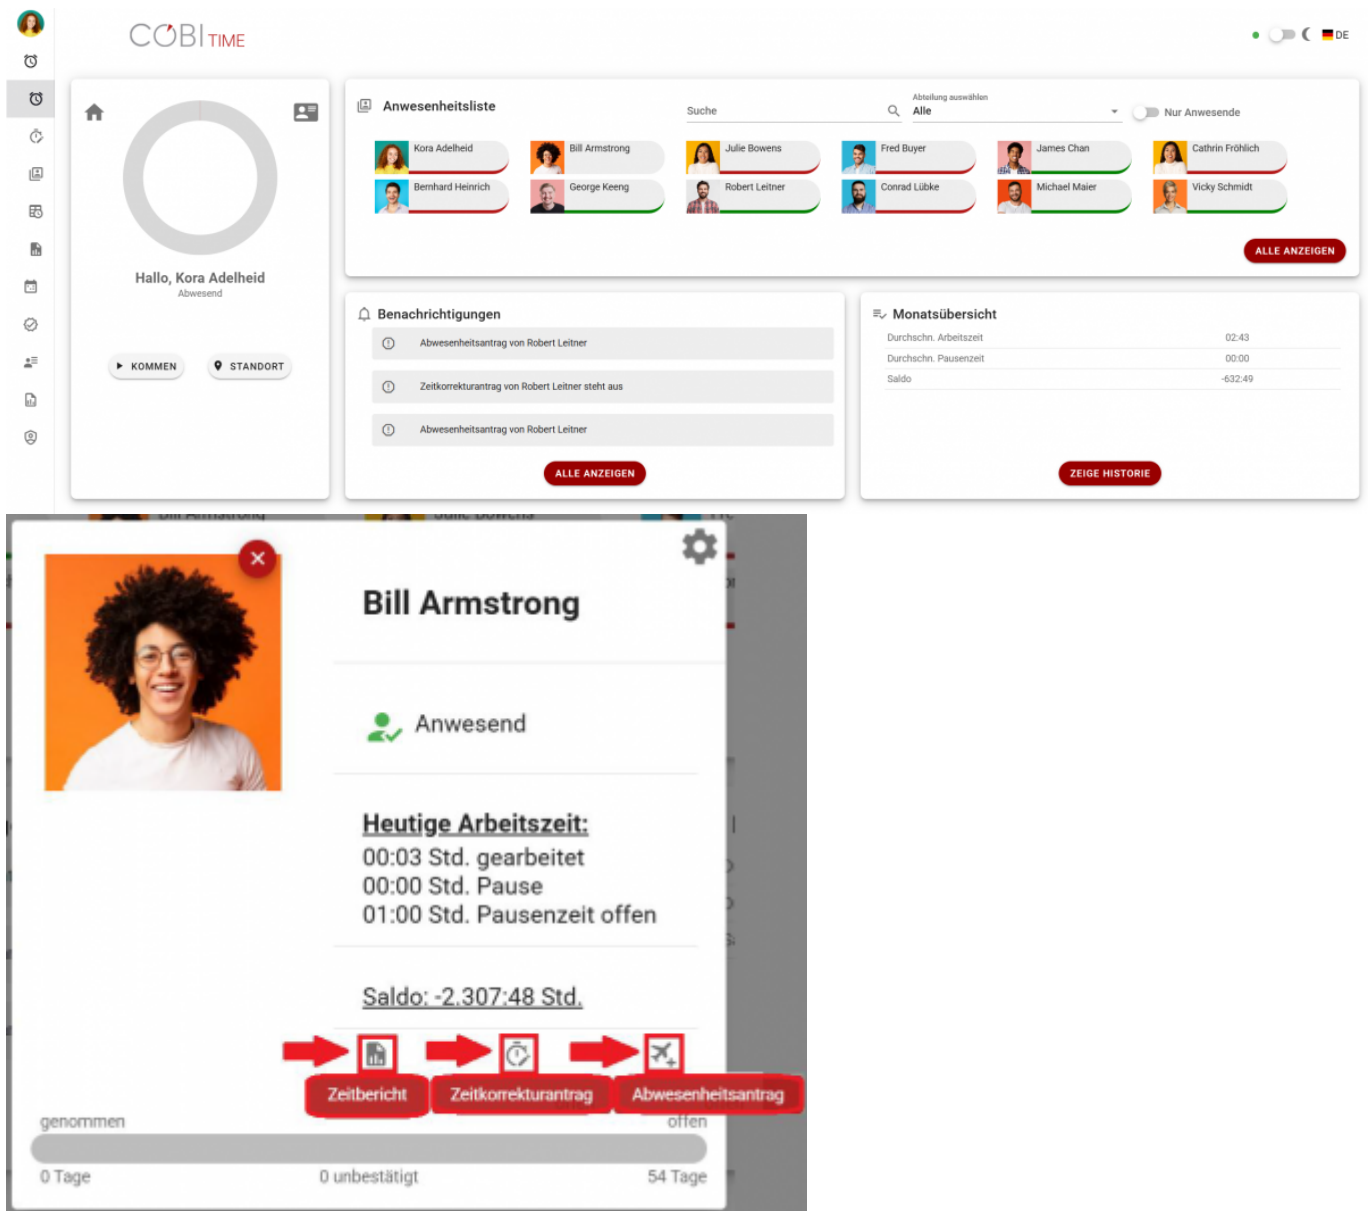 COBI TIME
DE
Anwesenheitsliste
Suche
Abteilung auswählen
Alle
Nur Anwesende
Kora Adelheid
Bill Armstrong
Julie Bowens
Fred Buyer
James Chan
Cathrin Fröhlich
Bernhard Heinrich
George Keeng
Robert Leitner
Conrad Lübke
Michael Maier
Vicky Schmidt
ALLE ANZEIGEN
Hallo, Kora Adelheid
Abwesend
KOMMEN
STANDORT
Benachrichtigungen
Abwesenheitsantrag von Robert Leitner
Zeitkorrekturantrag von Robert Leitner steht aus
Abwesenheitsantrag von Robert Leitner
ALLE ANZEIGEN
Monatsübersicht
Durchschn. Arbeitszeit 02:43
Durchschn. Pausenzeit 00:00
Saldo -632:49
ZEIGE HISTORIE
Bill Armstrong
Anwesend
Heutige Arbeitszeit:
00:03 Std. gearbeitet
00:00 Std. Pause
01:00 Std. Pausenzeit offen
Saldo: -2.307:48 Std.
Zeitbericht
Zeitkorrekturantrag
Abwesenheitsantrag
genommen
offen
0 Tage
0 unbestätigt
54 Tage